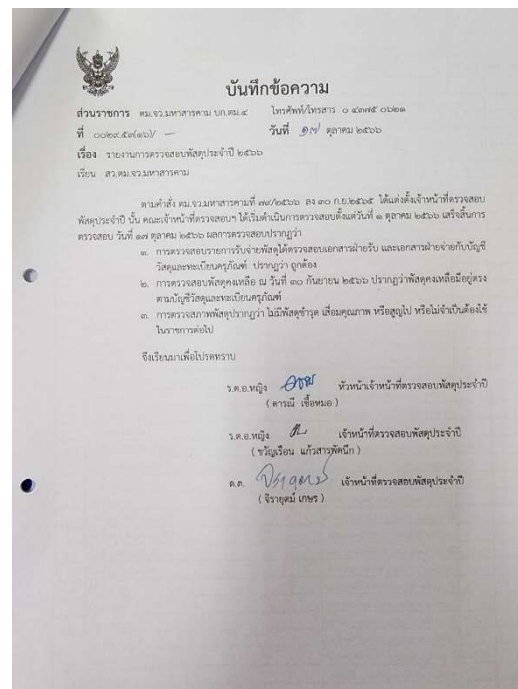 บันทึกข้อความ
ส่วนราชการ ตม.จว.มหาสารคาม บก.ตม.๔ โทรศัพท์/โทรสาร ๐ ๔๓๗๕ ๐๖๒๑
ที่ ๐๐๒๙.๕๓(๑๖)/ — วันที่ ๑๗ ตุลาคม ๒๕๖๖
เรื่อง รายงานการตรวจสอบพัสดุประจำปี ๒๕๖๖
เรียน สว.ตม.จว.มหาสารคาม
ตามคำสั่ง ตม.จว.มหาสารคามที่ ๗๙/๒๕๖๖ ลง ๓๐ ก.ย.๒๕๖๕ ได้แต่งตั้งเจ้าหน้าที่ตรวจสอบ
พัสดุประจำปี นั้น คณะเจ้าหน้าที่ตรวจสอบฯ ได้เริ่มดำเนินการตรวจสอบตั้งแต่วันที่ ๑ ตุลาคม ๒๕๖๖ เสร็จสิ้นการ
ตรวจสอบ วันที่ ๑๗ ตุลาคม ๒๕๖๖ ผลการตรวจสอบปรากฏว่า
๑. การตรวจสอบรายการรับจ่ายพัสดุได้ตรวจสอบเอกสารฝ่ายรับ และเอกสารฝ่ายจ่ายกับบัญชี
วัสดุและทะเบียนครุภัณฑ์ ปรากฏว่า ถูกต้อง
๒. การตรวจสอบพัสดุคงเหลือ ณ วันที่ ๓๐ กันยายน ๒๕๖๖ ปรากฏว่าพัสดุคงเหลือมีอยู่ตรง
ตามบัญชีวัสดุและทะเบียนครุภัณฑ์
๓. การตรวจสภาพพัสดุปรากฏว่า ไม่มีพัสดุชำรุด เสื่อมคุณภาพ หรือสูญไป หรือไม่จำเป็นต้องใช้
ในราชการต่อไป
จึงเรียนมาเพื่อโปรดทราบ
ร.ต.อ.หญิง หัวหน้าเจ้าหน้าที่ตรวจสอบพัสดุประจำปี
( ดารณี เชื้อหมอ )
ร.ต.อ.หญิง เจ้าหน้าที่ตรวจสอบพัสดุประจำปี
( ขวัญเรือน แก้วสารพัดนึก )
ด.ต. จิรายุตม์ เจ้าหน้าที่ตรวจสอบพัสดุประจำปี
( จิรายุตม์ เกษร )